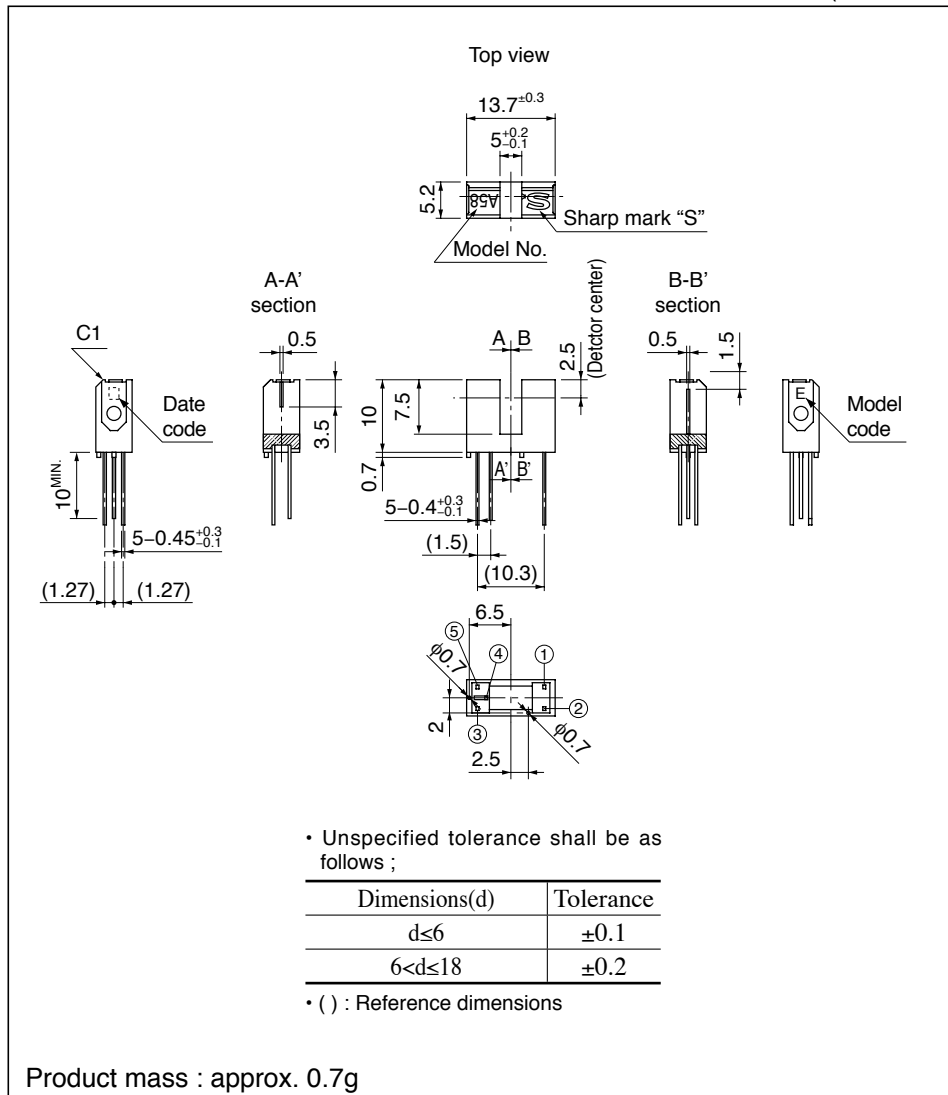 Top view
13.7±0.3
5+0.2−0.1
5.2
A58
S
Sharp mark “S”
Model No.
A-A’
section
B-B’
section
(Detctor center)
C1
0.5
A B
2.5
0.5
1.5
E
Date
code
3.5
10
7.5
Model
code
10MIN.
0.7
A’ B’
5−0.4+0.3−0.1
5−0.45+0.3−0.1
(1.5)
(1.27) (1.27)
(10.3)
6.5
⑤
④
①
φ0.7
2
③
②
φ0.7
2.5
• Unspecified tolerance shall be as
follows ;
Dimensions(d) Tolerance
d≤6 ±0.1
6<d≤18 ±0.2
• ( ) : Reference dimensions
Product mass : approx. 0.7g